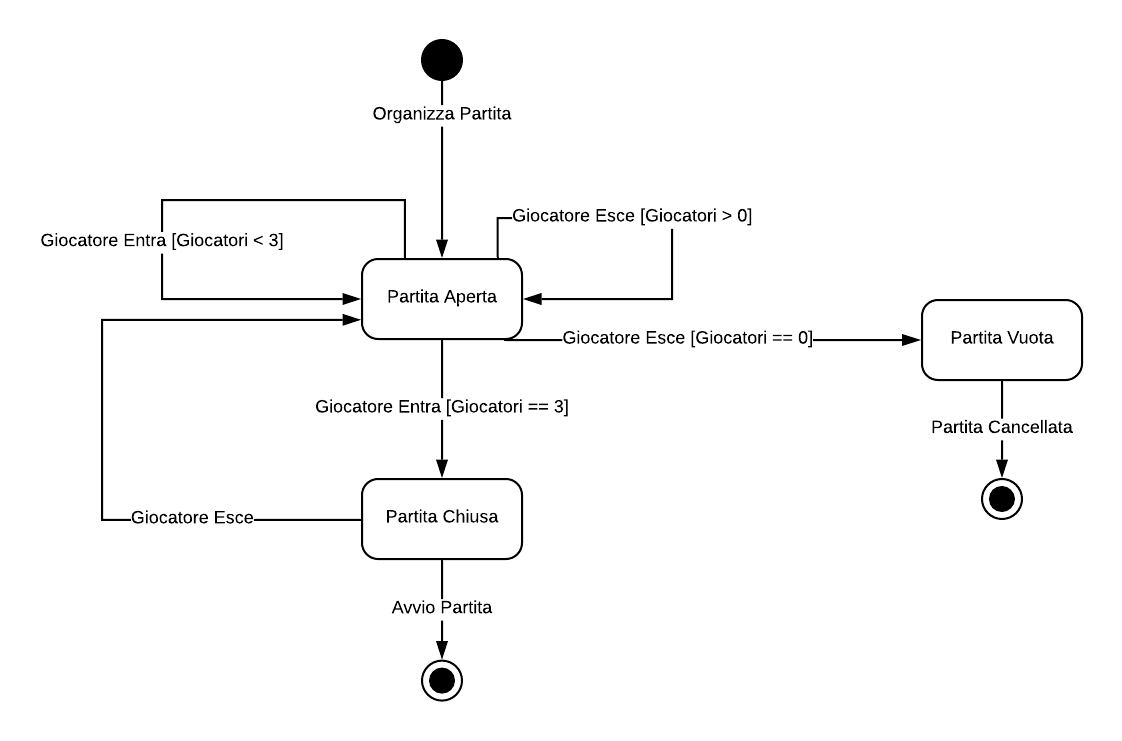 Organizza Partita
Giocatore Esce [Giocatori > 0]
Giocatore Entra [Giocatori < 3]
Partita Aperta
Giocatore Esce [Giocatori == 0]
Partita Vuota
Giocatore Entra [Giocatori == 3]
Partita Cancellata
Partita Chiusa
Giocatore Esce
Avvio Partita